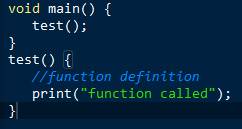 void main() {
    test();
}
test() {
    //function definition
    print("function called");
}